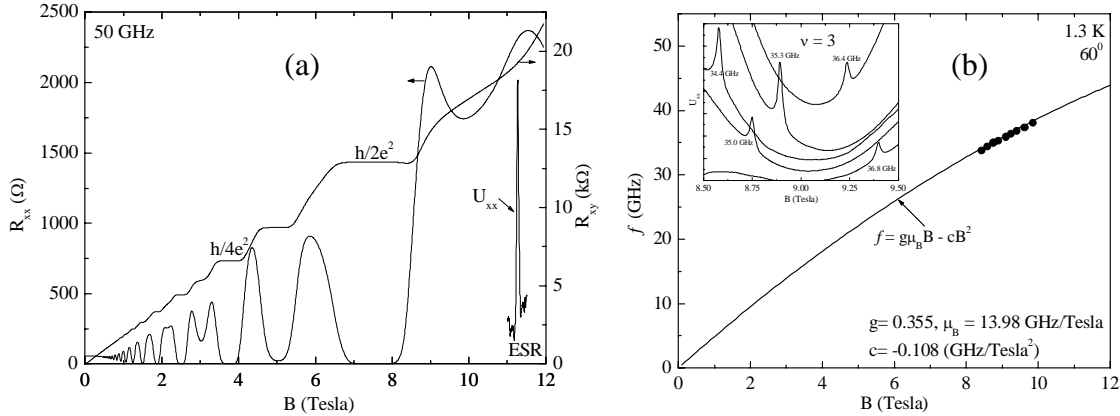 50 GHz
(a)
2500
2000
1500
1000
500
0
R_xx (Ω)
h/2e²
h/4e²
U_xx
ESR
20
15
10
5
0
R_xy (kΩ)
0 2 4 6 8 10 12
B (Tesla)
50
40
30
20
10
0
f (GHz)
1.3 K
60⁰
(b)
ν = 3
34.4 GHz
35.3 GHz
36.4 GHz
35.0 GHz
36.8 GHz
U_xx
8.50 8.75 9.00 9.25 9.50
B (Tesla)
f = gμ_BB - cB²
g= 0.355, μ_B = 13.98 GHz/Tesla
c= -0.108 (GHz/Tesla²)
0 2 4 6 8 10 12
B (Tesla)